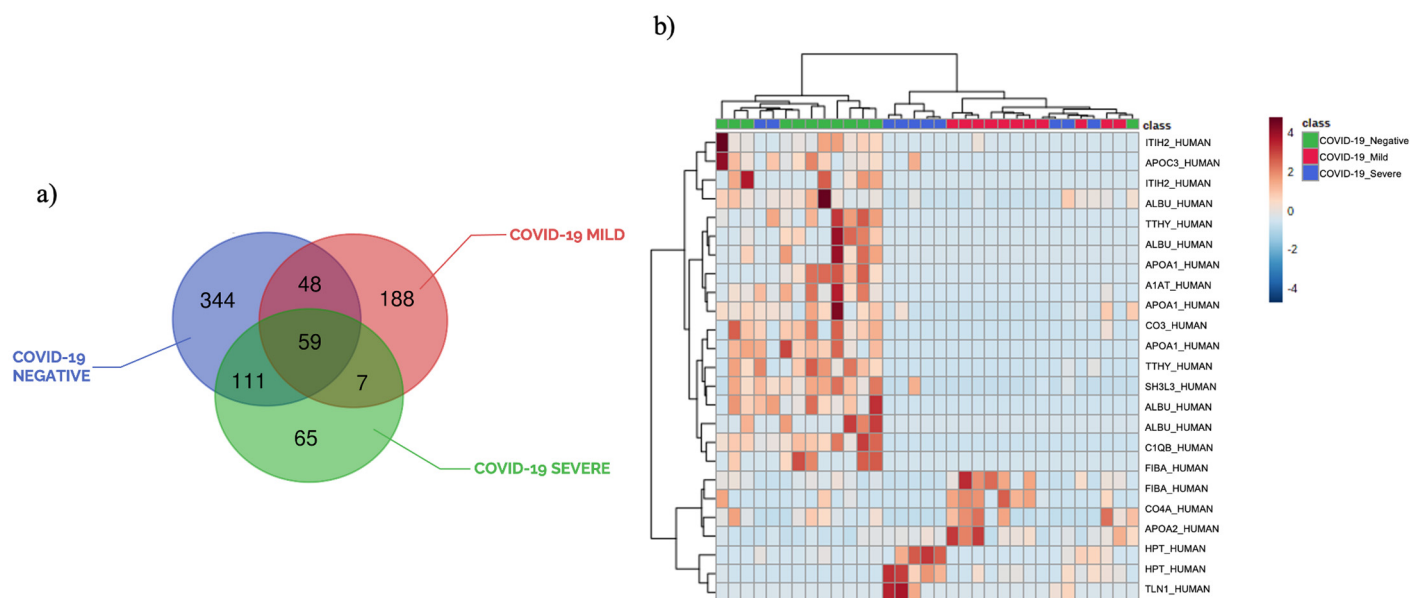 a)
COVID-19 MILD
48
344
188
59
COVID-19
NEGATIVE
111
7
65
COVID-19 SEVERE
b)
class
ITIH2_HUMAN
APOC3_HUMAN
ITIH2_HUMAN
ALBU_HUMAN
TTHY_HUMAN
ALBU_HUMAN
APOA1_HUMAN
A1AT_HUMAN
APOA1_HUMAN
CO3_HUMAN
APOA1_HUMAN
TTHY_HUMAN
SH3L3_HUMAN
ALBU_HUMAN
ALBU_HUMAN
C1QB_HUMAN
FIBA_HUMAN
FIBA_HUMAN
CO4A_HUMAN
APOA2_HUMAN
HPT_HUMAN
HPT_HUMAN
TLN1_HUMAN
4
2
0
-2
-4
class
COVID-19_Negative
COVID-19_Mild
COVID-19_Severe